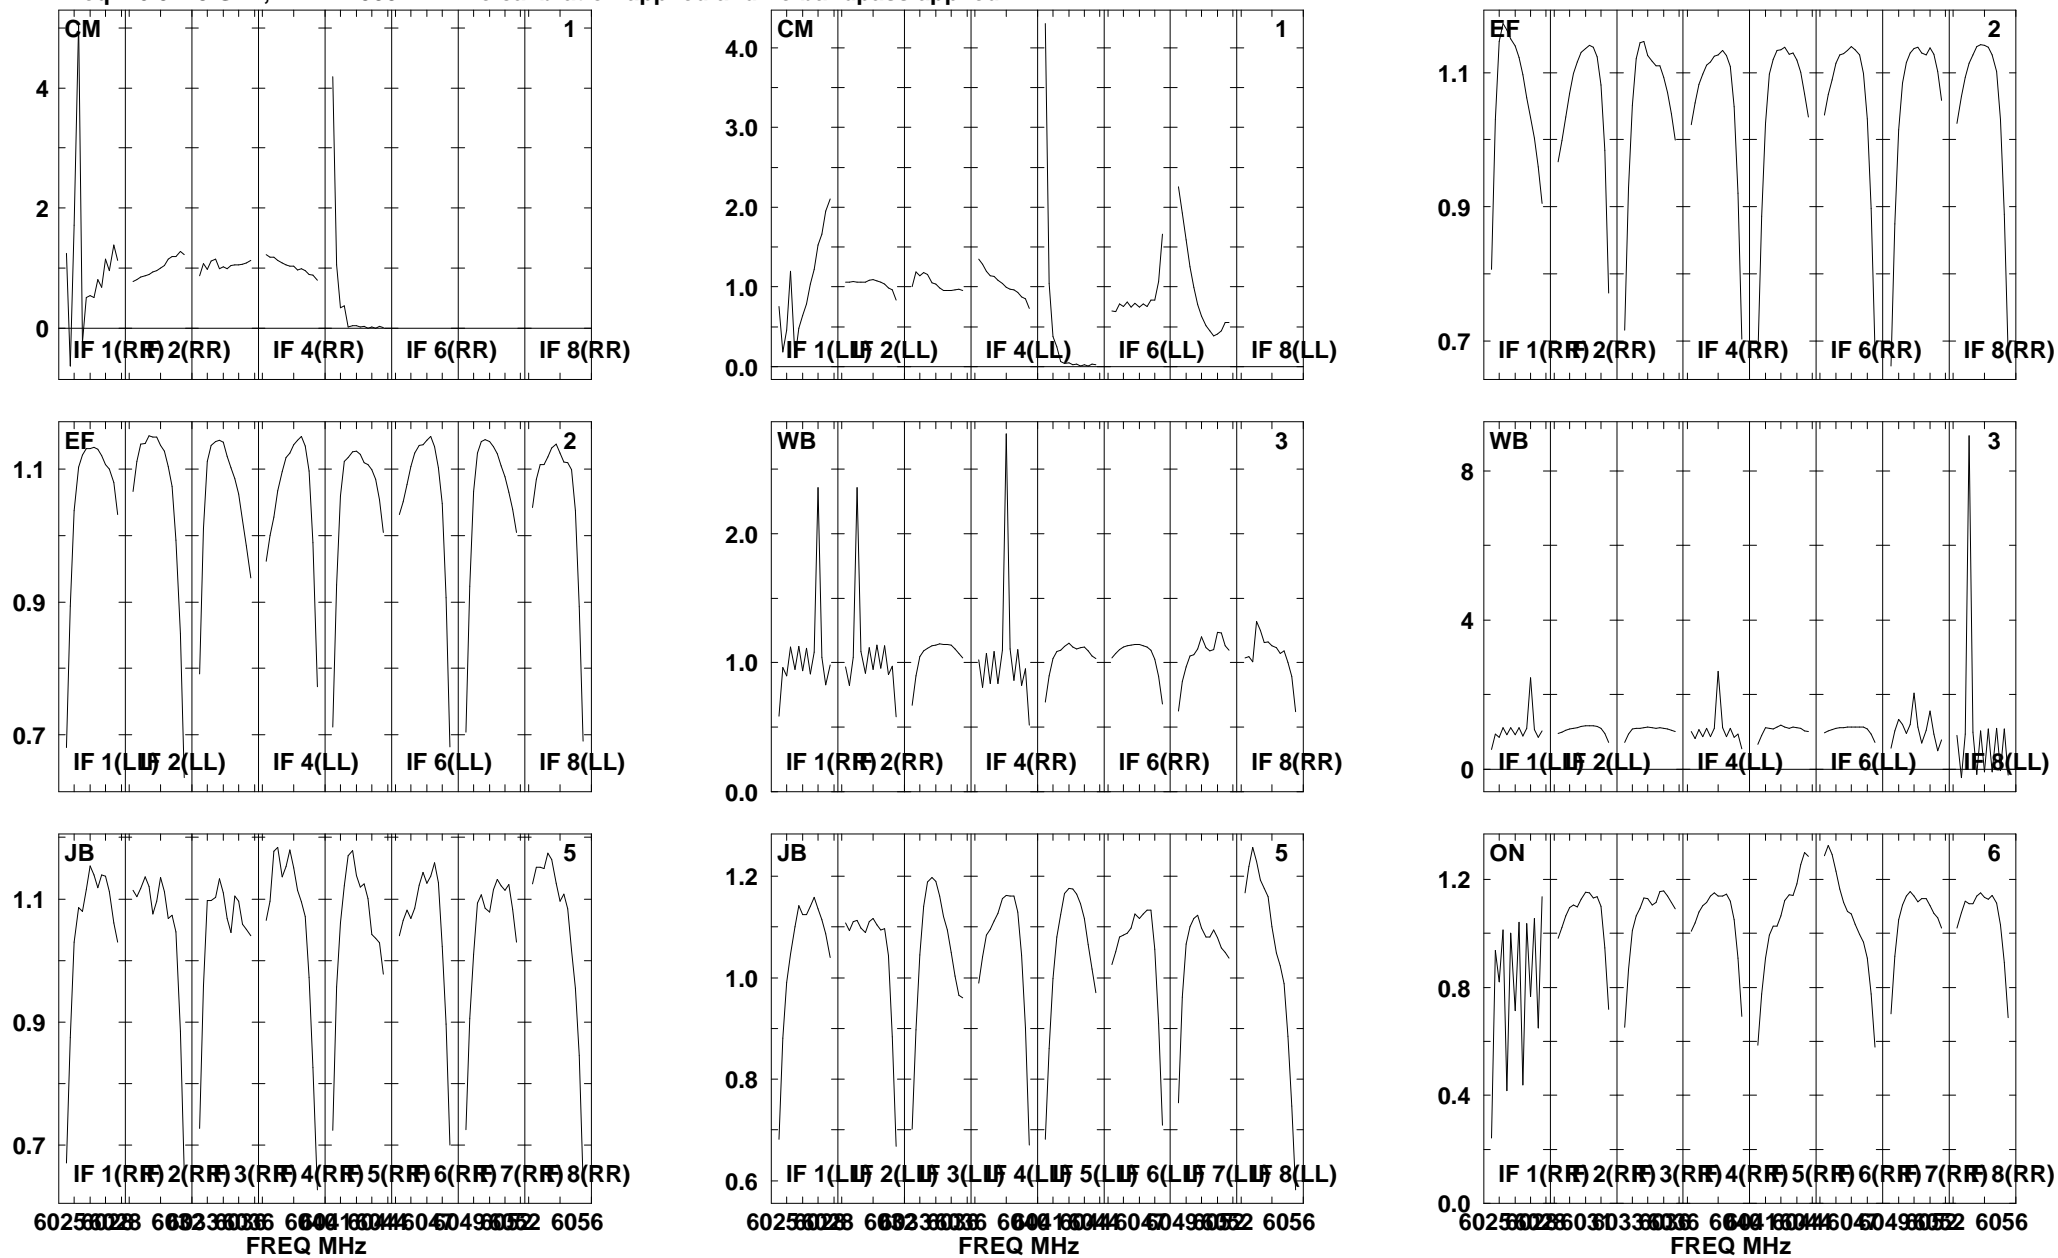 CM 1
4
2
0
IF 1(RR) IF 2(RR) IF 4(RR) IF 6(RR) IF 8(RR)
CM 1
4.0
3.0
2.0
1.0
0.0
IF 1(LL) IF 2(LL) IF 4(LL) IF 6(LL) IF 8(LL)
EF 2
1.1
0.9
0.7
IF 1(RR) IF 2(RR) IF 4(RR) IF 6(RR) IF 8(RR)
EF 2
1.1
0.9
0.7
IF 1(LL) IF 2(LL) IF 4(LL) IF 6(LL) IF 8(LL)
WB 3
2.0
1.0
0.0
IF 1(RR) IF 2(RR) IF 4(RR) IF 6(RR) IF 8(RR)
WB 3
8
4
0
IF 1(LL) IF 2(LL) IF 4(LL) IF 6(LL) IF 8(LL)
JB 5
1.1
0.9
0.7
IF 1(RR) IF 2(RR) IF 3(RR) IF 4(RR) IF 5(RR) IF 6(RR) IF 7(RR) IF 8(RR)
6056
FREQ MHz
JB 5
1.2
1.0
0.8
0.6
IF 1(LL) IF 2(LL) IF 3(LL) IF 4(LL) IF 5(LL) IF 6(LL) IF 7(LL) IF 8(LL)
6056
FREQ MHz
ON 6
1.2
0.8
0.4
0.0
IF 1(RR) IF 2(RR) IF 3(RR) IF 4(RR) IF 5(RR) IF 6(RR) IF 7(RR) IF 8(RR)
6056
FREQ MHz